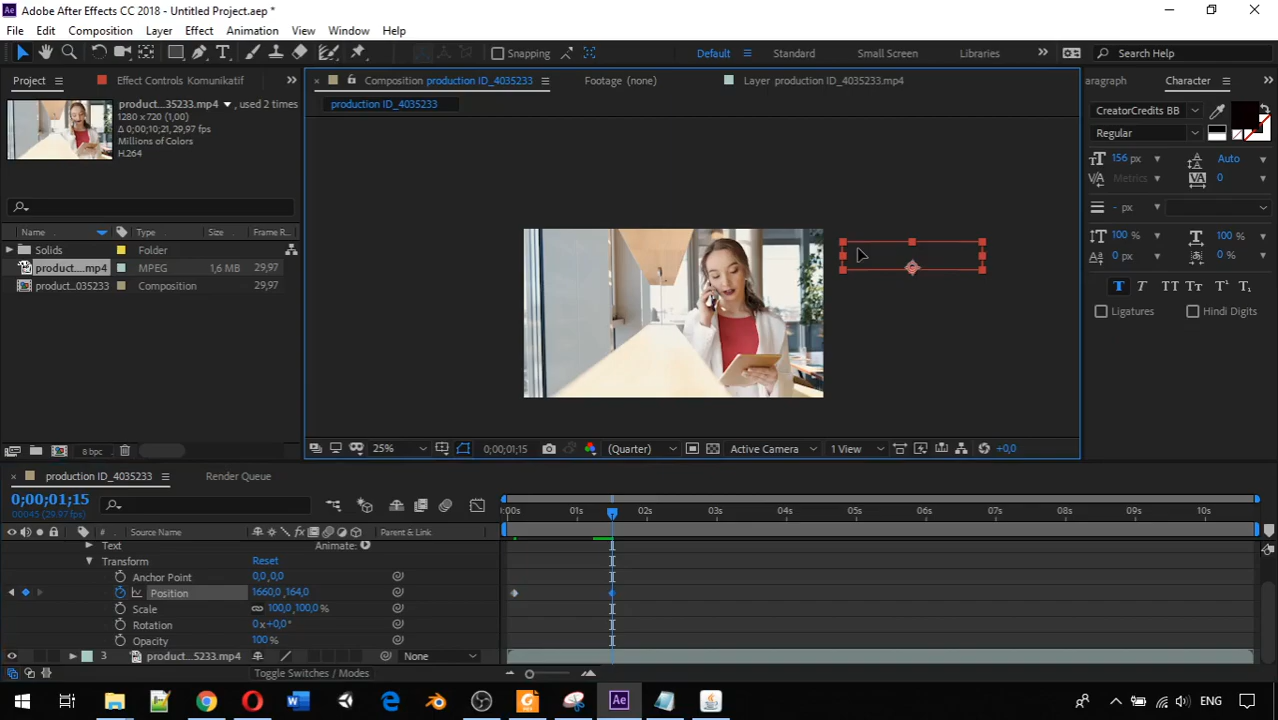 Adobe After Effects CC 2018 - Untitled Project.aep *
File Edit Composition Layer Effect Animation View Window Help
Snapping Default Standard Small Screen Libraries Search Help
Project Effect Controls Komunikatif
Composition production ID_4035233 Footage (none) Layer production ID_4035233.mp4
aragraph Character
production ID_4035233
product...35233.mp4 , used 2 times
1280 x 720 (1,00)
Δ 0;00;10;21, 29,97 fps
Millions of Colors
H.264
CreatorCredits BB
Regular
156 px Auto
Metrics 0
- px
100 % 100 %
0 px 0 %
T T TT Tt T¹ T₁
Ligatures Hindi Digits
Name Type Size Frame R...
Solids Folder
product....mp4 MPEG 1,6 MB 29,97
product...035233 Composition 29,97
8 bpc
25% 0;00;01;15 (Quarter) Active Camera 1 View +0,0
production ID_4035233 Render Queue
0;00;01;15
00045 (29.97 fps)
:00s 01s 02s 03s 04s 05s 06s 07s 08s 09s 10s
# Source Name Parent & Link
Text Animate:
Transform Reset
Anchor Point 0,0,0,0
Position 1660,0,164,0
Scale 100,0,100,0 %
Rotation 0x+0,0°
Opacity 100 %
3 product...5233.mp4 None
Toggle Switches / Modes
ENG